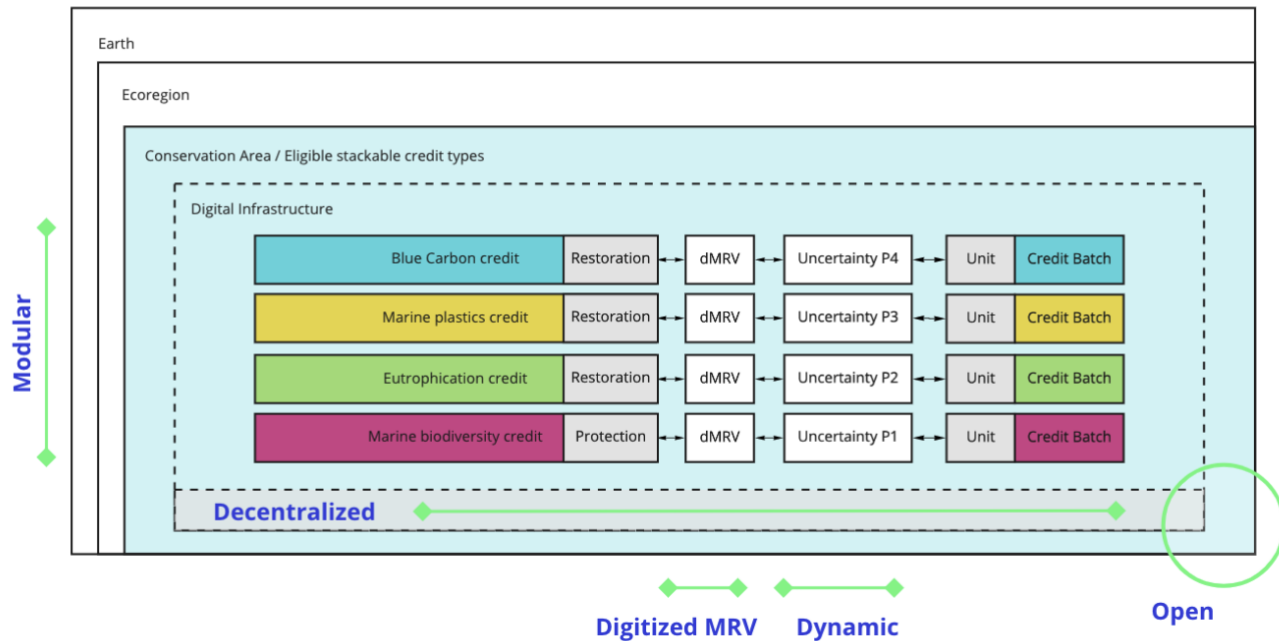 Earth
Ecoregion
Conservation Area / Eligible stackable credit types
Digital Infrastructure
Blue Carbon credit Restoration dMRV Uncertainty P4 Unit Credit Batch
Marine plastics credit Restoration dMRV Uncertainty P3 Unit Credit Batch
Eutrophication credit Restoration dMRV Uncertainty P2 Unit Credit Batch
Marine biodiversity credit Protection dMRV Uncertainty P1 Unit Credit Batch
Modular
Decentralized
Open
Digitized MRV Dynamic